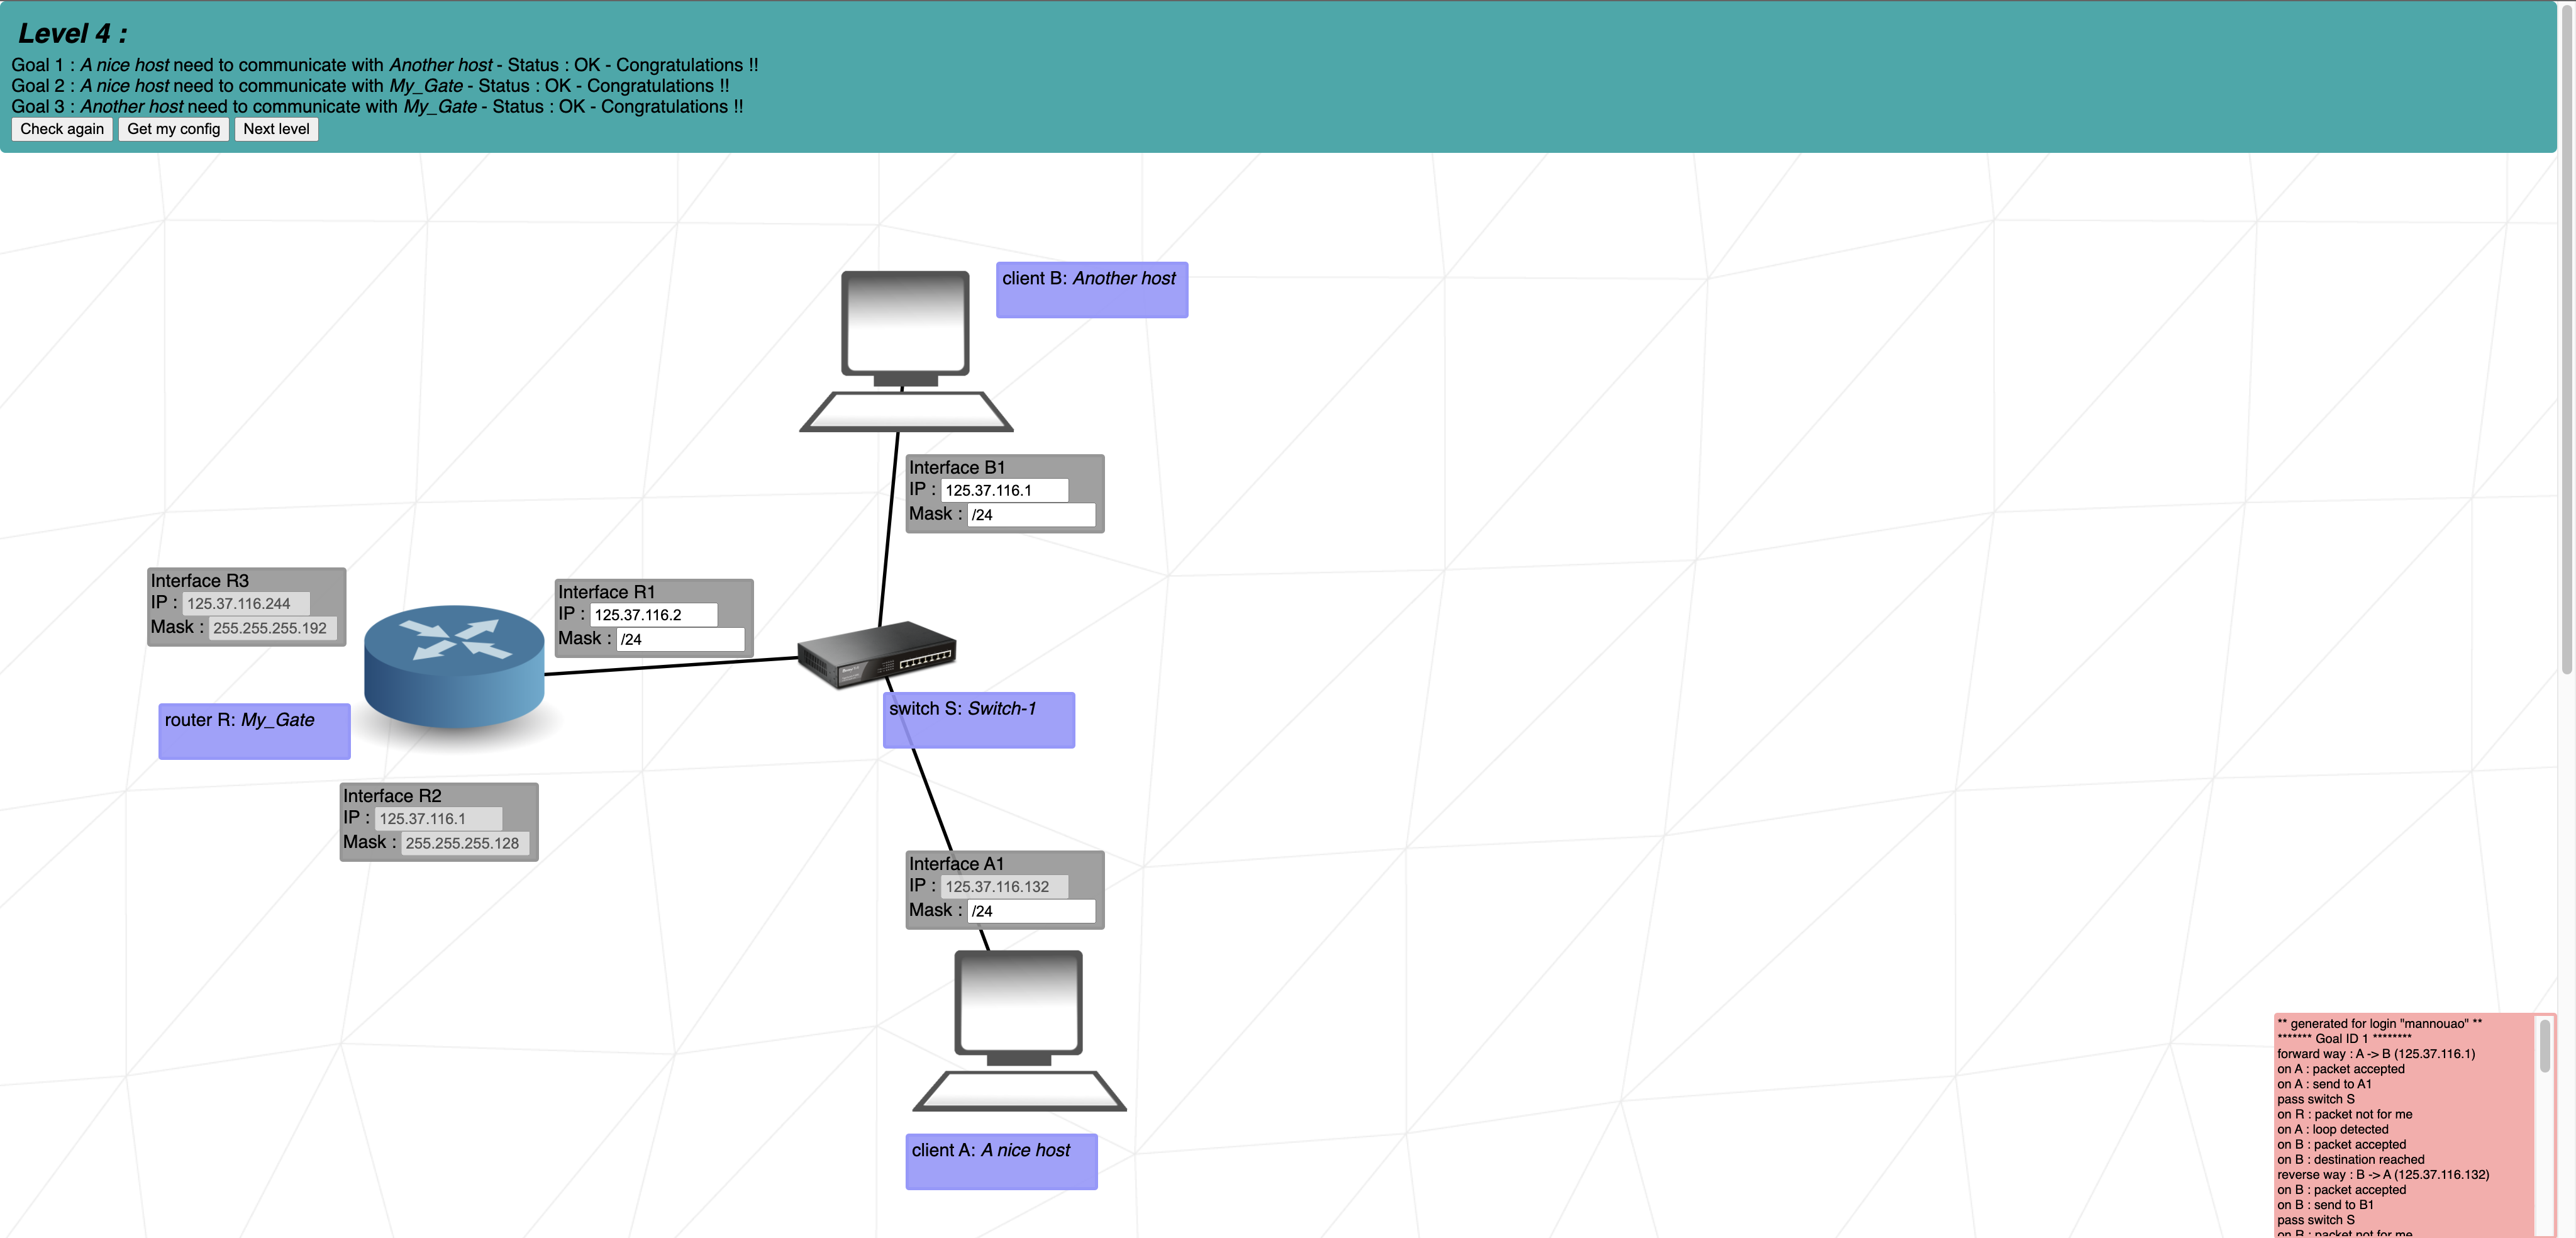 Level 4 :
Goal 1 : A nice host need to communicate with Another host - Status : OK - Congratulations !!
Goal 2 : A nice host need to communicate with My_Gate - Status : OK - Congratulations !!
Goal 3 : Another host need to communicate with My_Gate - Status : OK - Congratulations !!
Check again Get my config Next level
client B: Another host
Interface B1
IP : 125.37.116.1
Mask : /24
Interface R3
IP : 125.37.116.244
Mask : 255.255.255.192
Interface R1
IP : 125.37.116.2
Mask : /24
router R: My_Gate
switch S: Switch-1
Interface R2
IP : 125.37.116.1
Mask : 255.255.255.128
Interface A1
IP : 125.37.116.132
Mask : /24
client A: A nice host
** generated for login "mannouao" **
******* Goal ID 1 ********
forward way : A -> B (125.37.116.1)
on A : packet accepted
on A : send to A1
pass switch S
on R : packet not for me
on A : loop detected
on B : packet accepted
on B : destination reached
reverse way : B -> A (125.37.116.132)
on B : packet accepted
on B : send to B1
pass switch S
on R : packet not for me